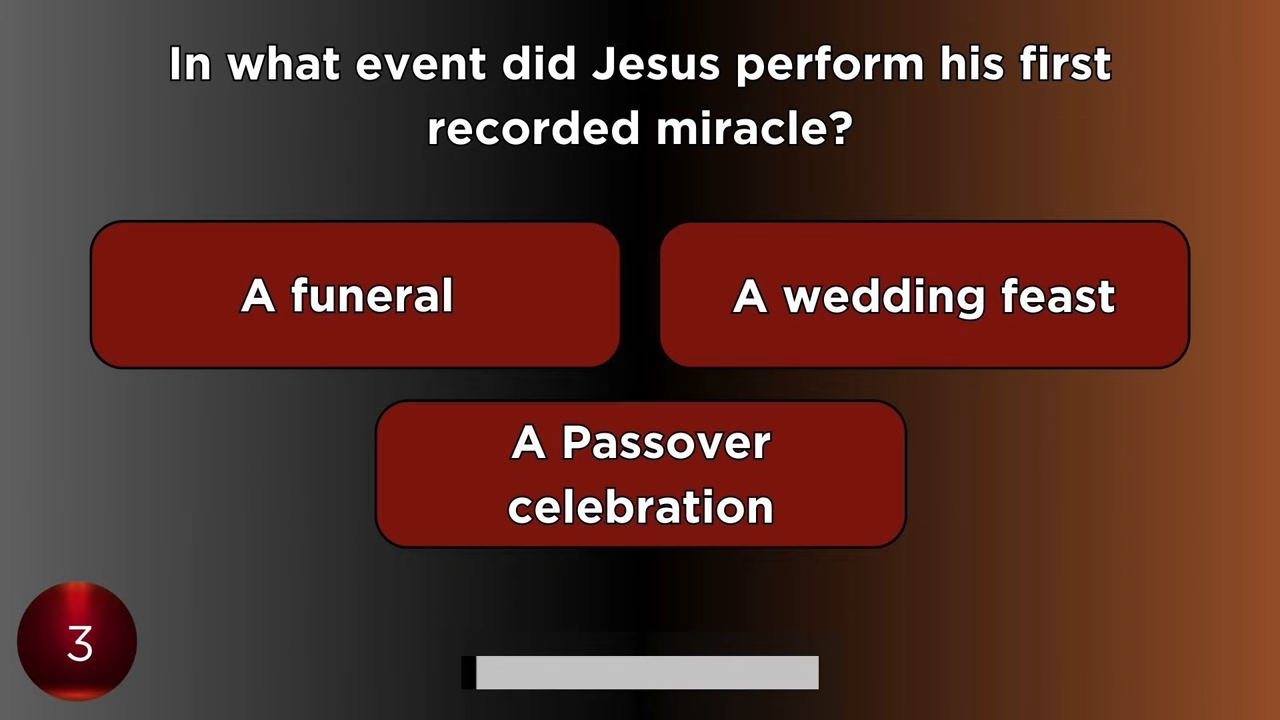 In what event did Jesus perform his first
recorded miracle?
A funeral
A wedding feast
A Passover
celebration
3